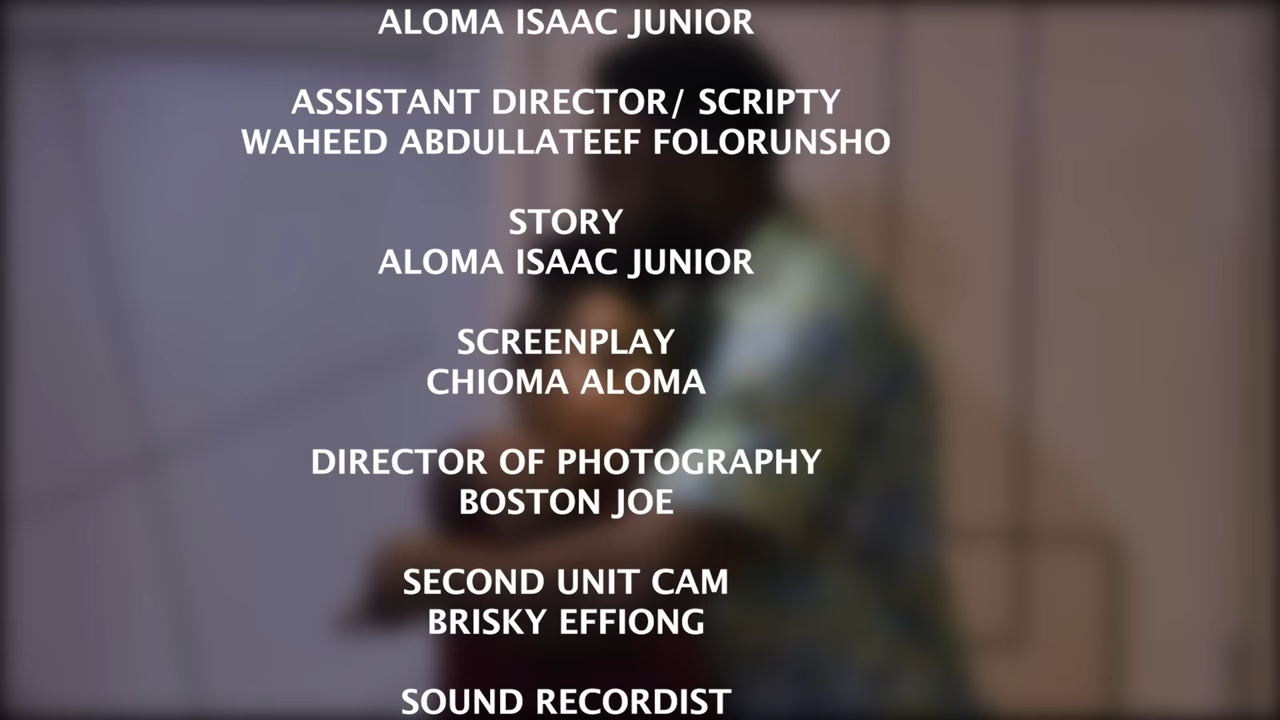 ALOMA ISAAC JUNIOR
ASSISTANT DIRECTOR/ SCRIPTY
WAHEED ABDULLATEEF FOLORUNSHO
STORY
ALOMA ISAAC JUNIOR
SCREENPLAY
CHIOMA ALOMA
DIRECTOR OF PHOTOGRAPHY
BOSTON JOE
SECOND UNIT CAM
BRISKY EFFIONG
SOUND RECORDIST